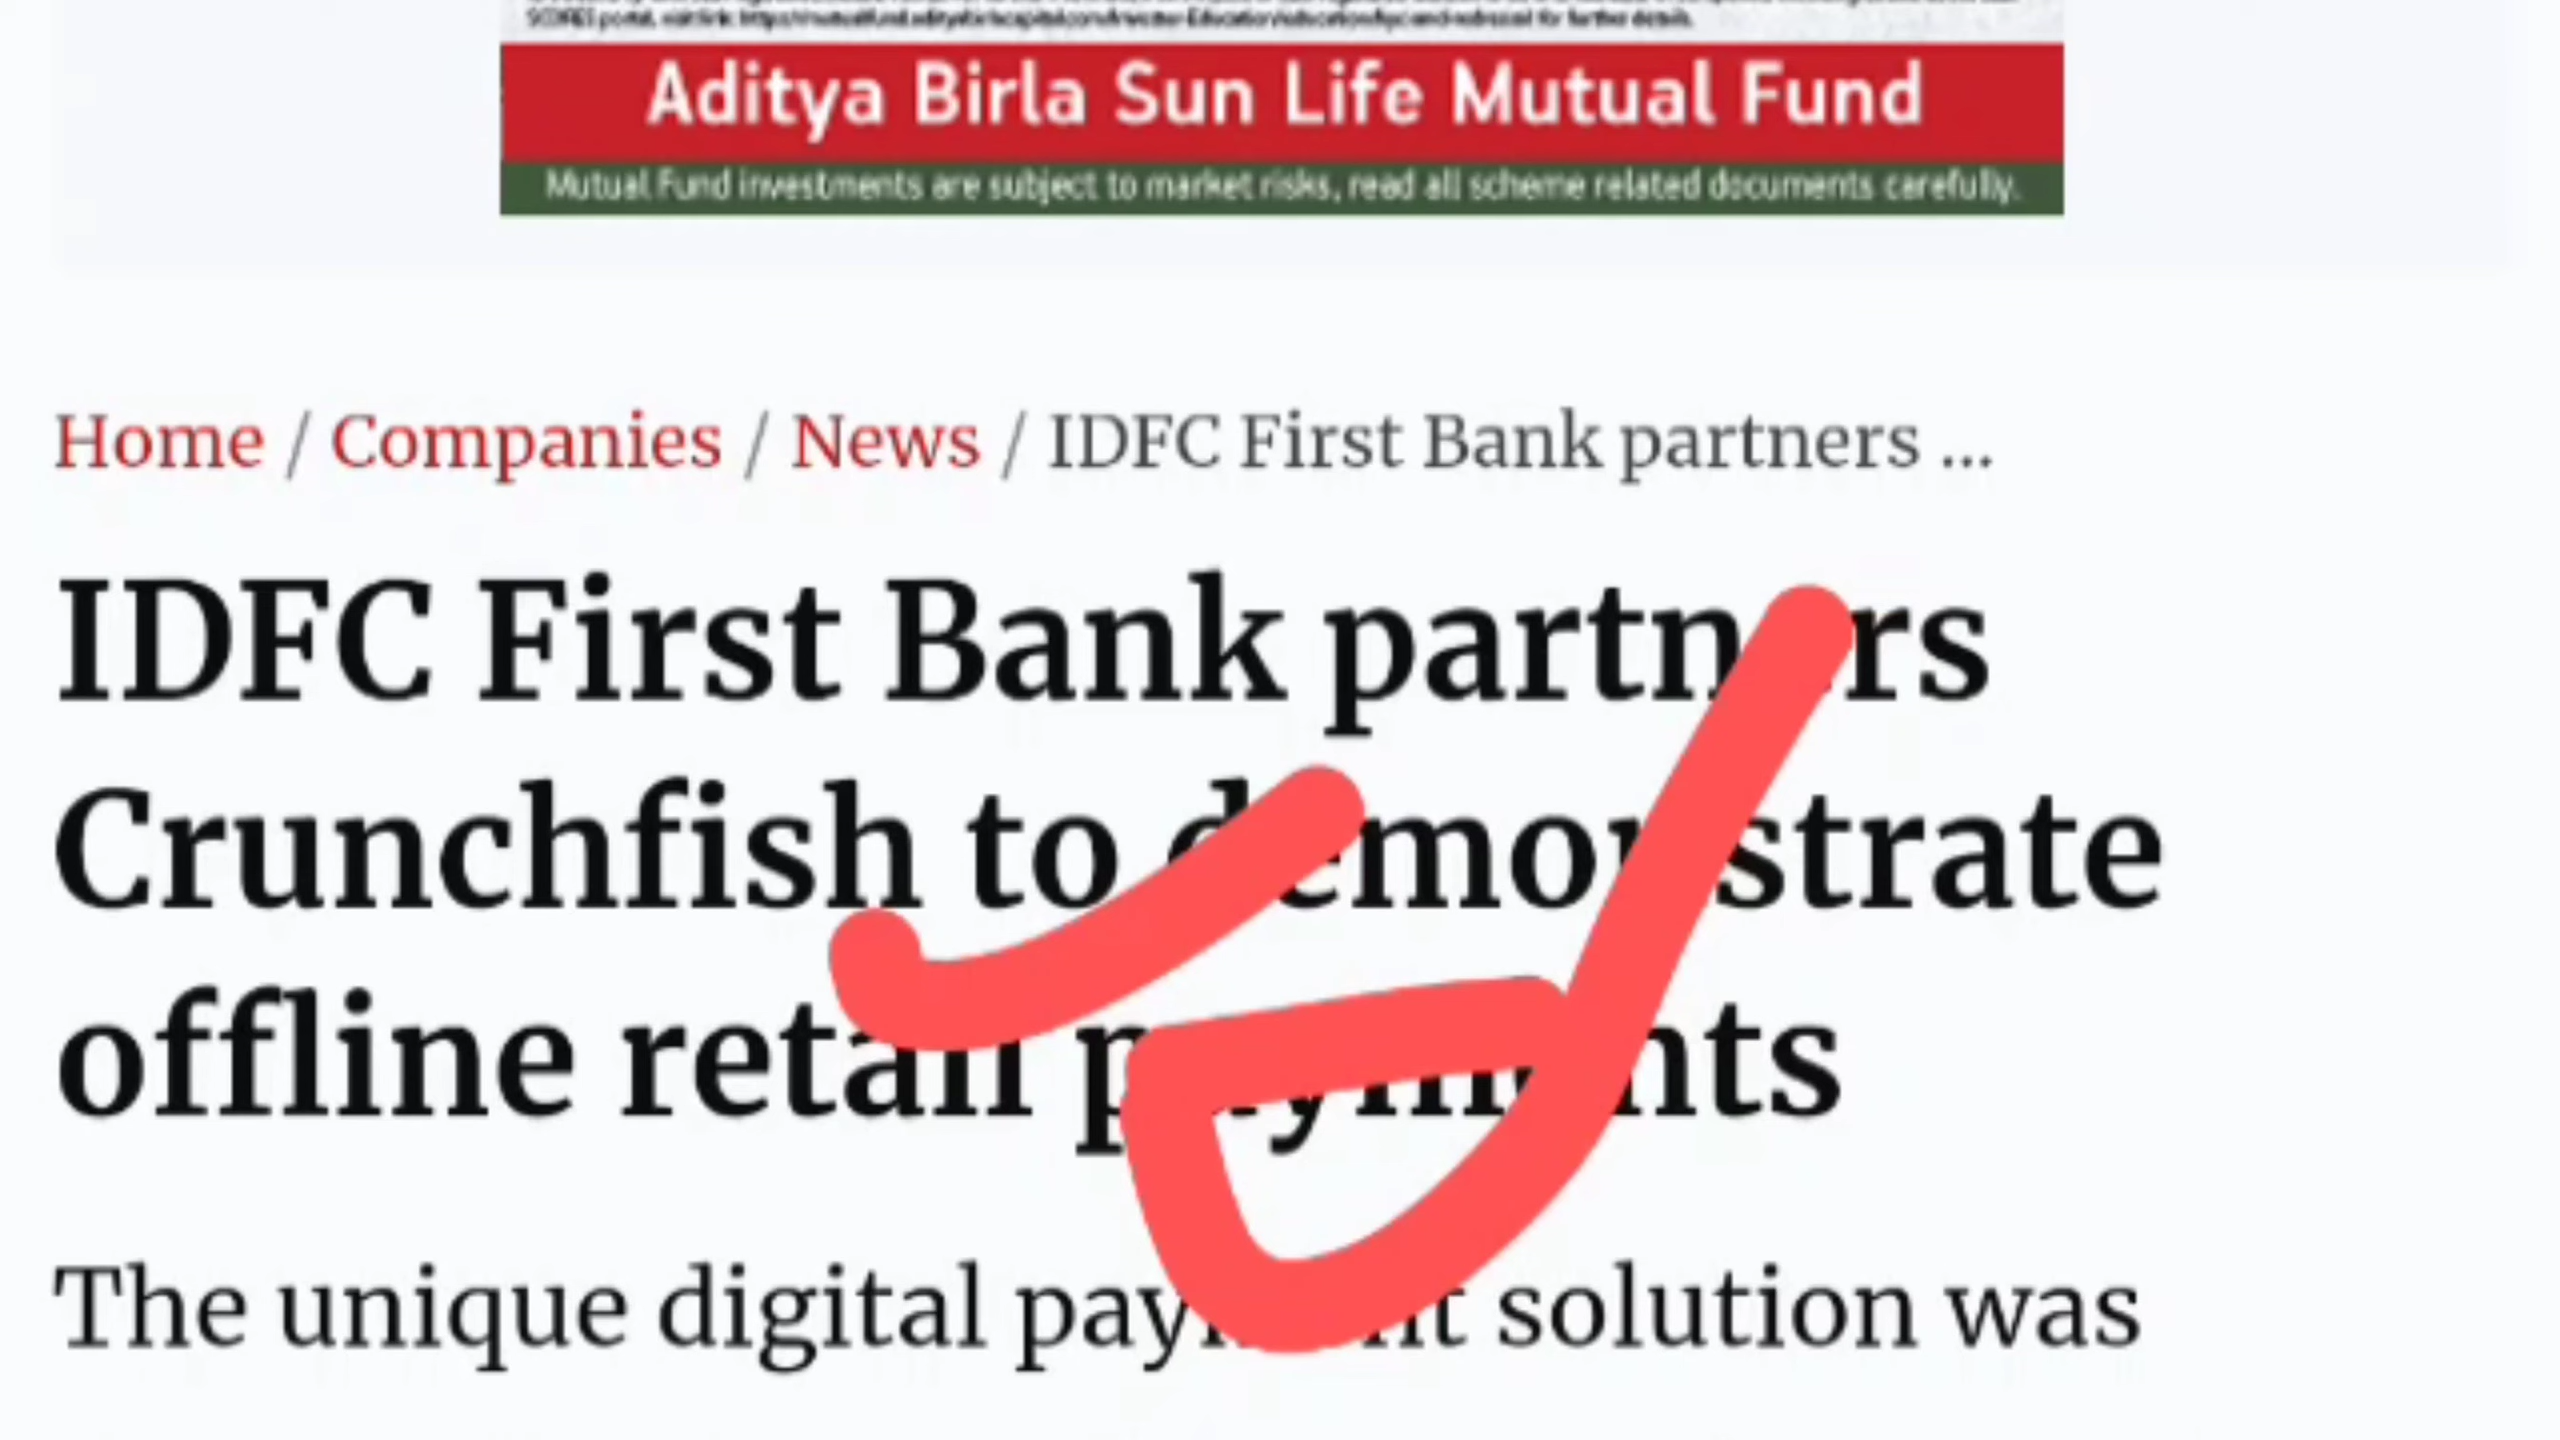 Aditya Birla Sun Life Mutual Fund
Mutual Fund investments are subject to market risks, read all scheme related documents carefully.
Home / Companies / News / IDFC First Bank partners ...
IDFC First Bank partners
Crunchfish to demonstrate
offline retail payments
The unique digital payment solution was